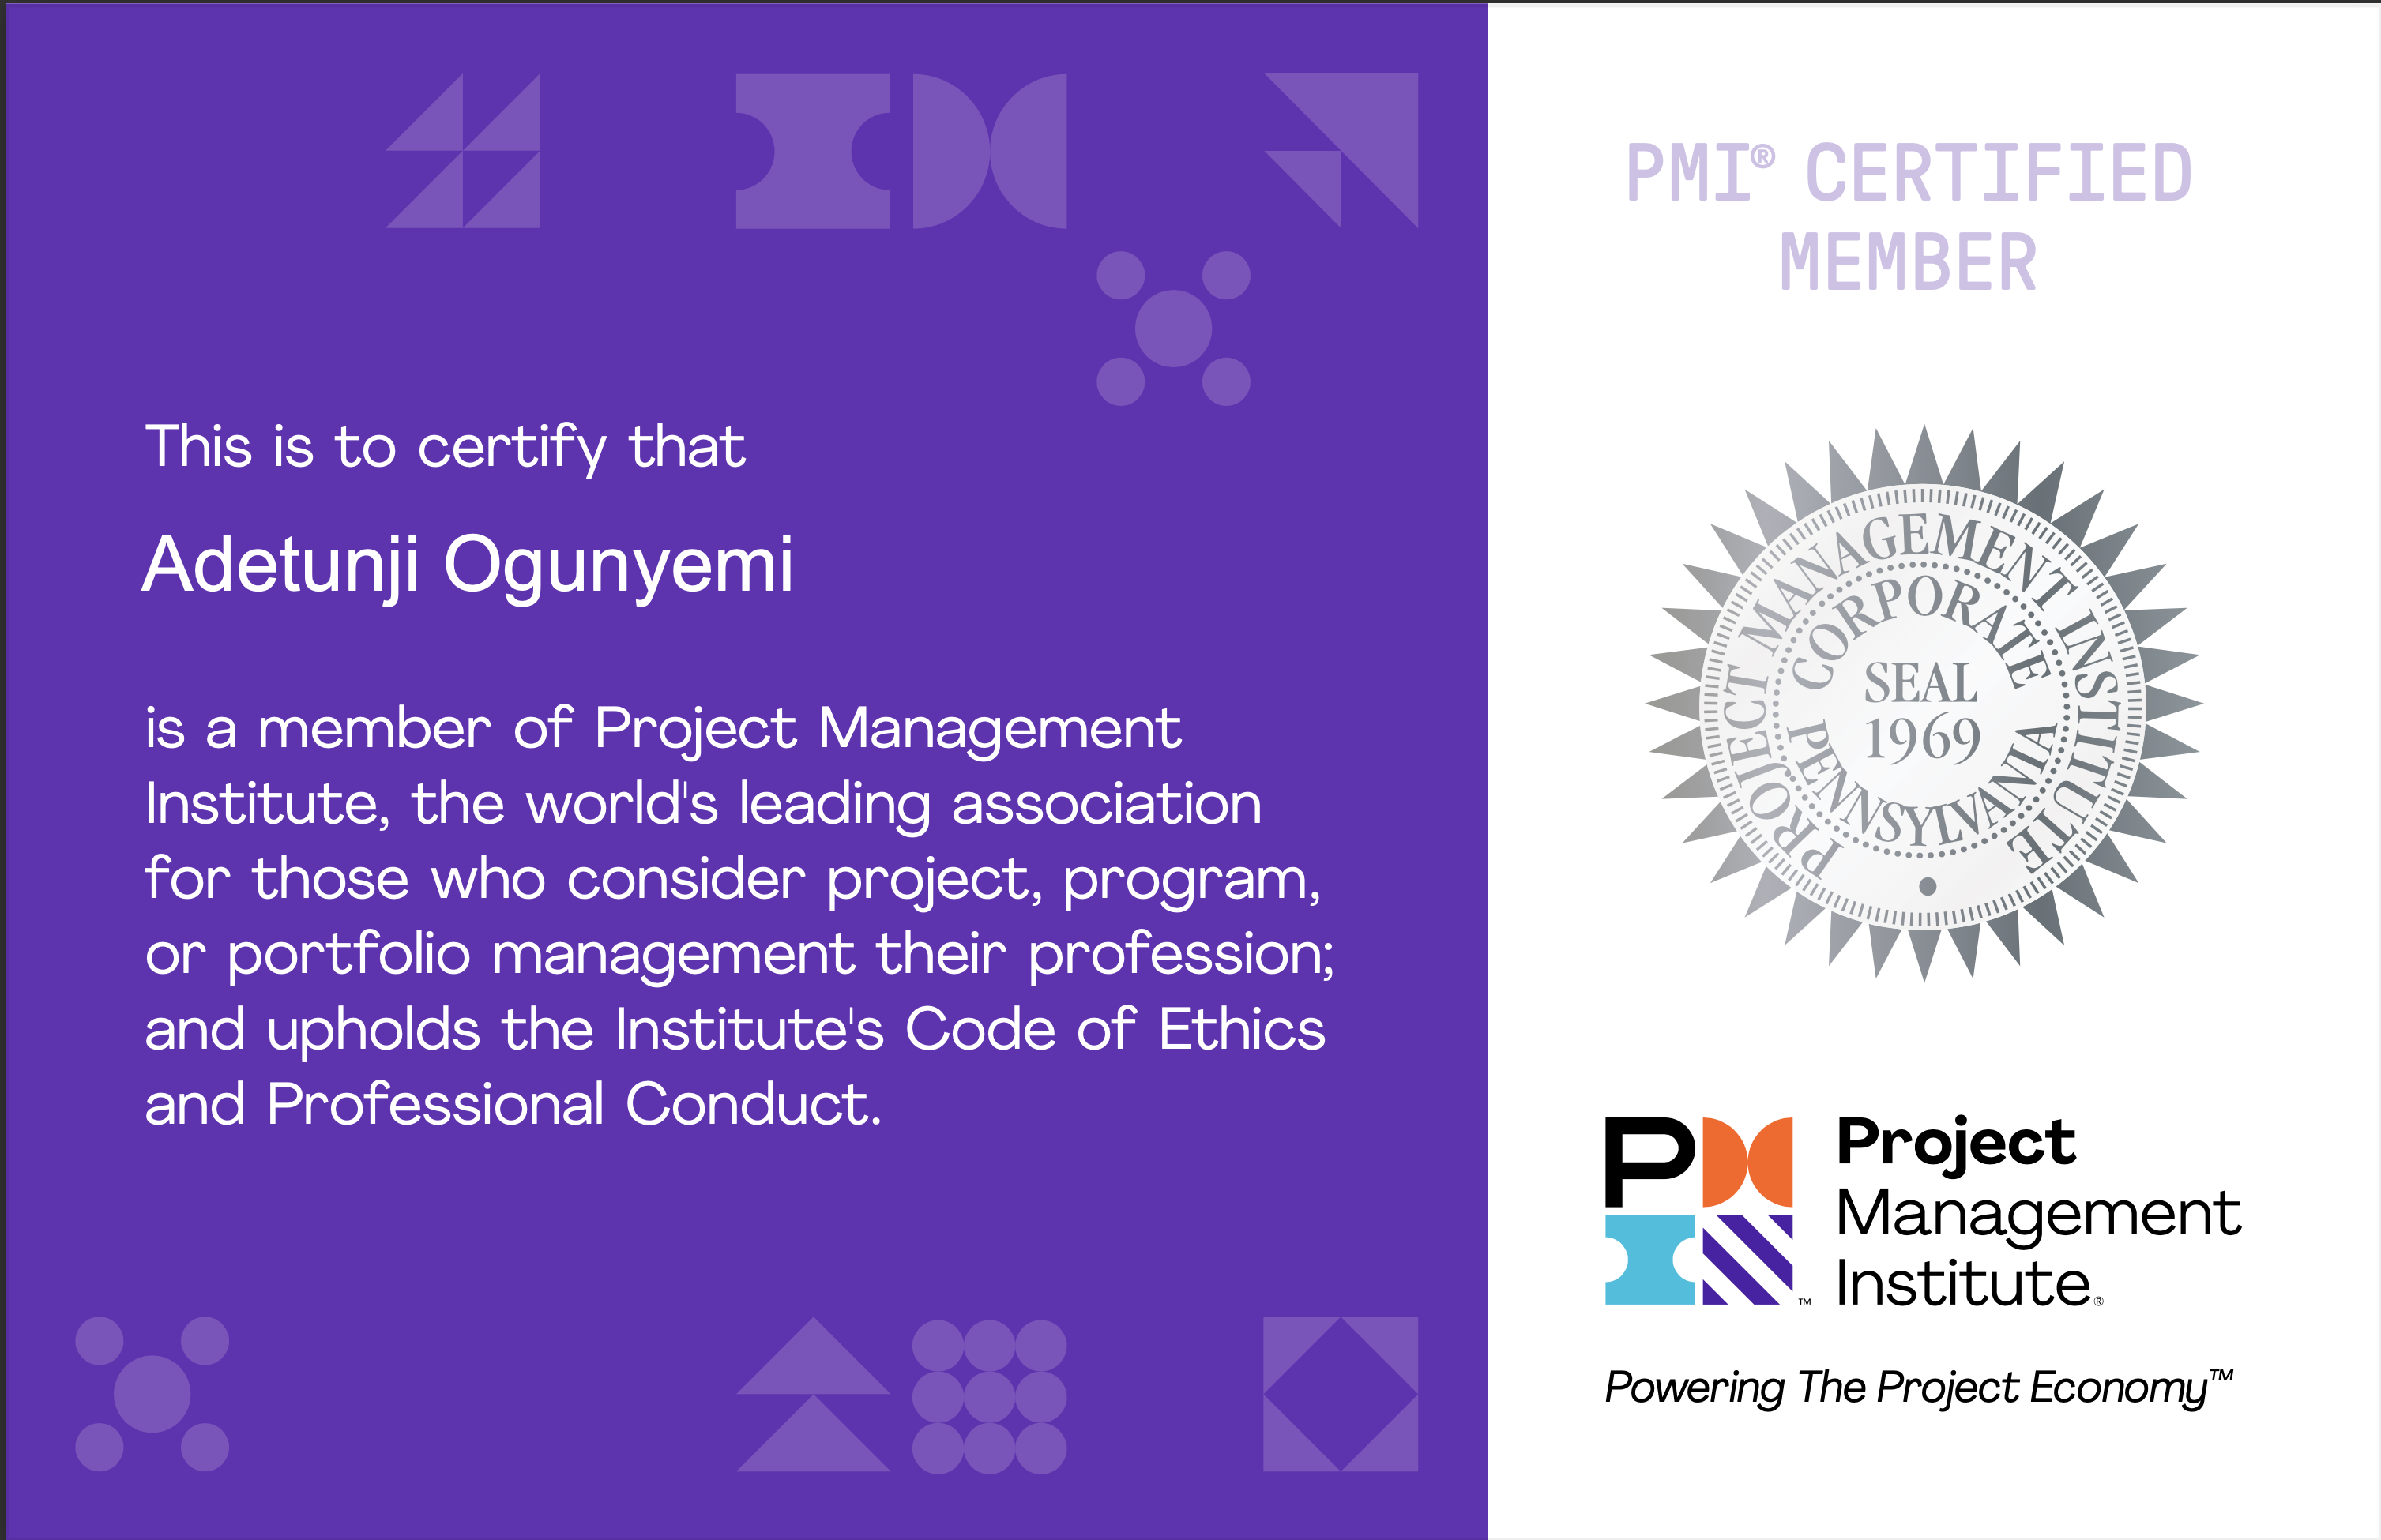 This is to certify that
Adetunji Ogunyemi
is a member of Project Management
Institute, the world's leading association
for those who consider project, program,
or portfolio management their profession;
and upholds the Institute's Code of Ethics
and Professional Conduct.
PMI® CERTIFIED
MEMBER
PROJECT MANAGEMENT INSTITUTE
CORPORATE
SEAL
1969
PENNSYLVANIA
P
TM
Project
Management
Institute®
Powering The Project Economy™